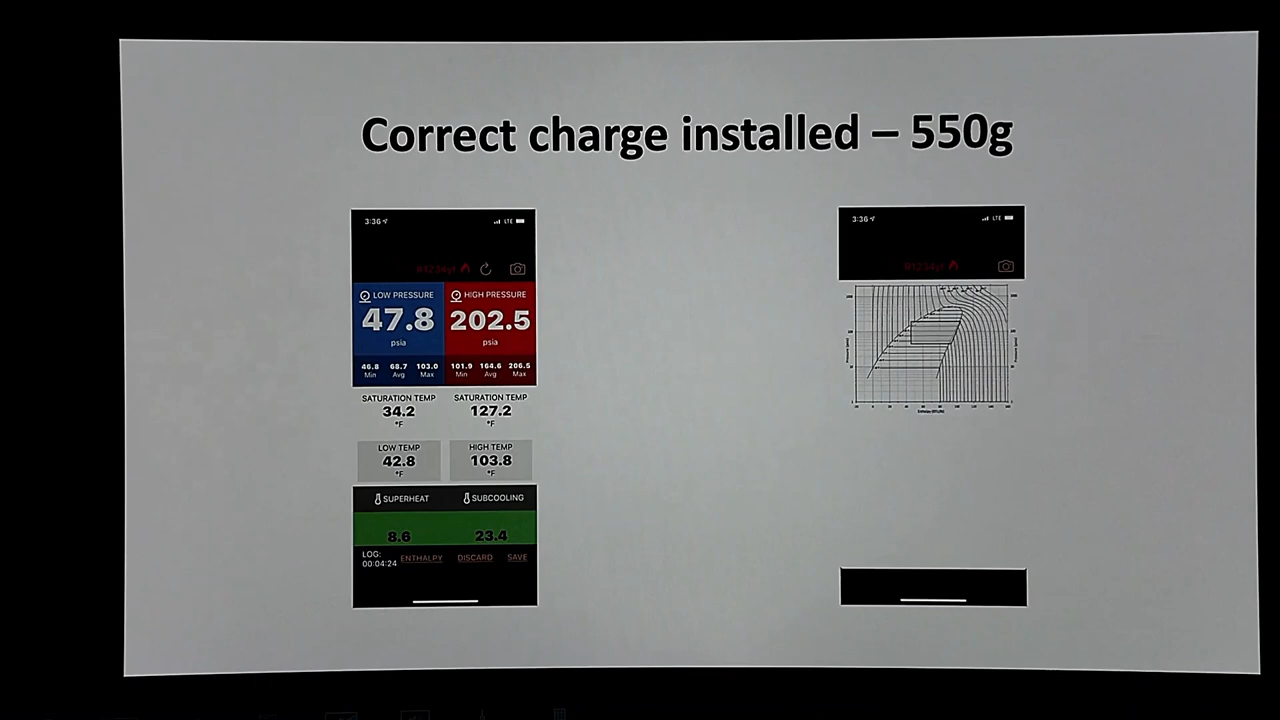 Correct charge installed – 550g
3:36
LTE
R1234yf
LOW PRESSURE
HIGH PRESSURE
47.8
202.5
psia
psia
46.8 68.7 103.0
101.9 164.6 206.5
Min Avg Max
Min Avg Max
SATURATION TEMP
SATURATION TEMP
34.2
127.2
°F
°F
LOW TEMP
HIGH TEMP
42.8
103.8
°F
°F
SUPERHEAT
SUBCOOLING
8.6
23.4
LOG:
00:04:24
ENTHALPY
DISCARD
SAVE
3:36
LTE
R1234yf